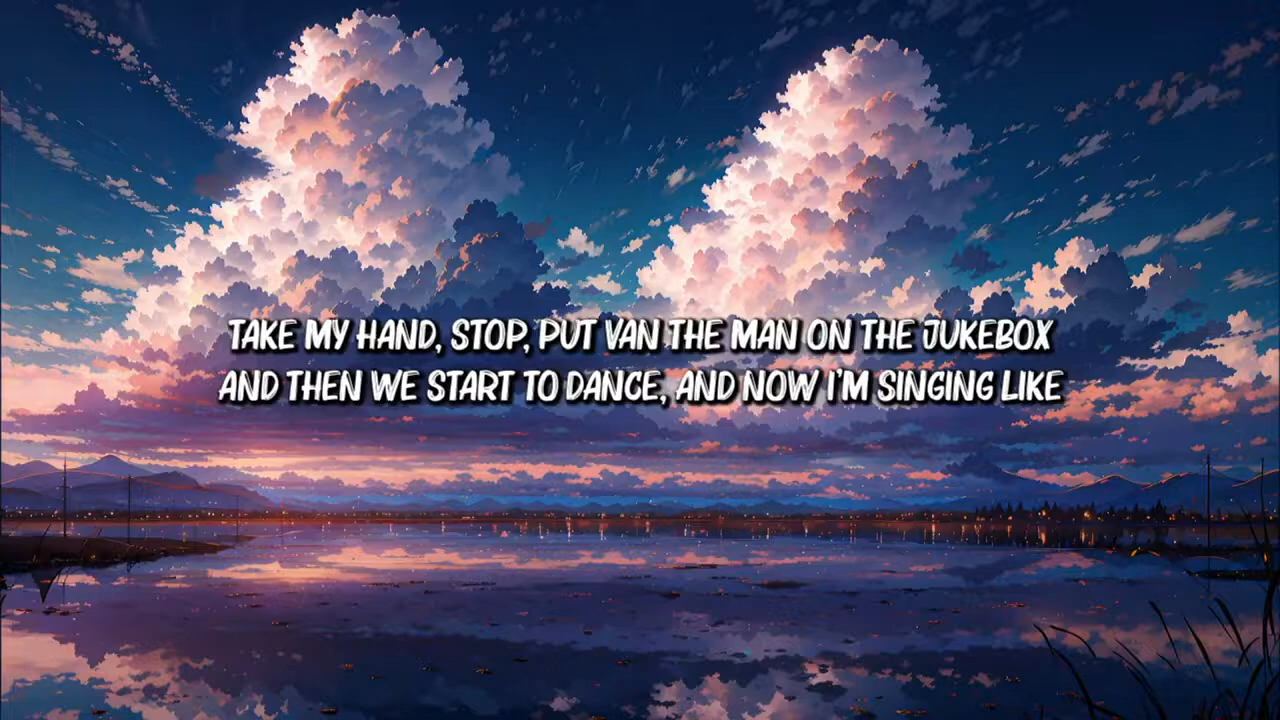 TAKE MY HAND, STOP, PUT VAN THE MAN ON THE JUKEBOX
AND THEN WE START TO DANCE, AND NOW I'M SINGING LIKE